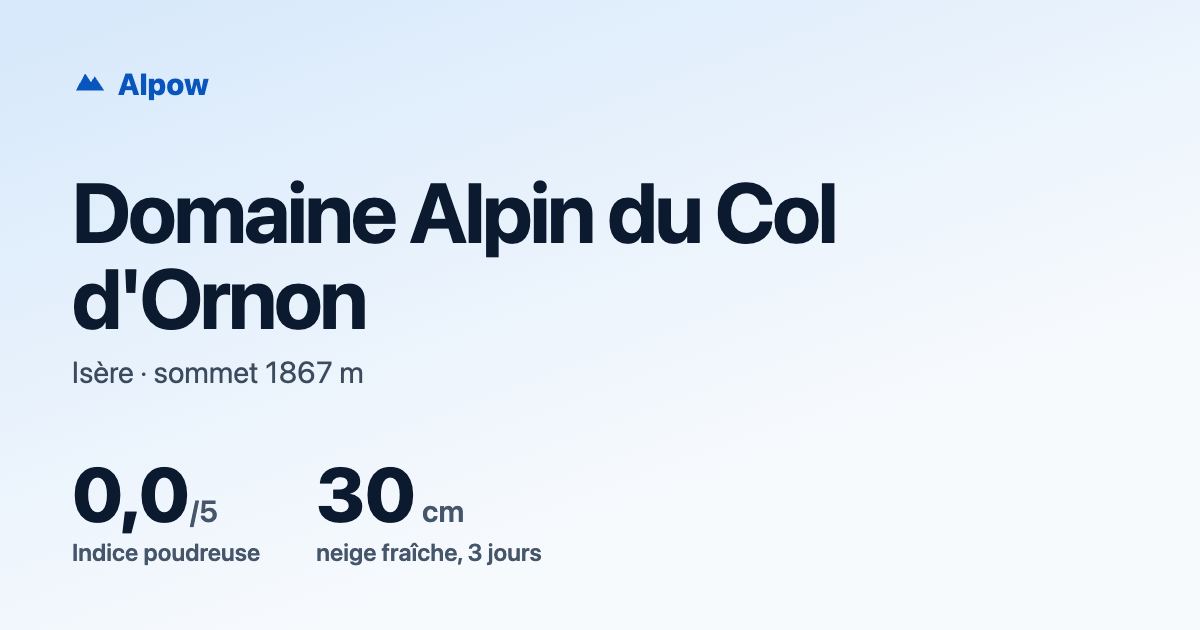 Alpow
Domaine Alpin du Col
d'Ornon
Isère · sommet 1867 m
0,0/5
30 cm
Indice poudreuse
neige fraîche, 3 jours